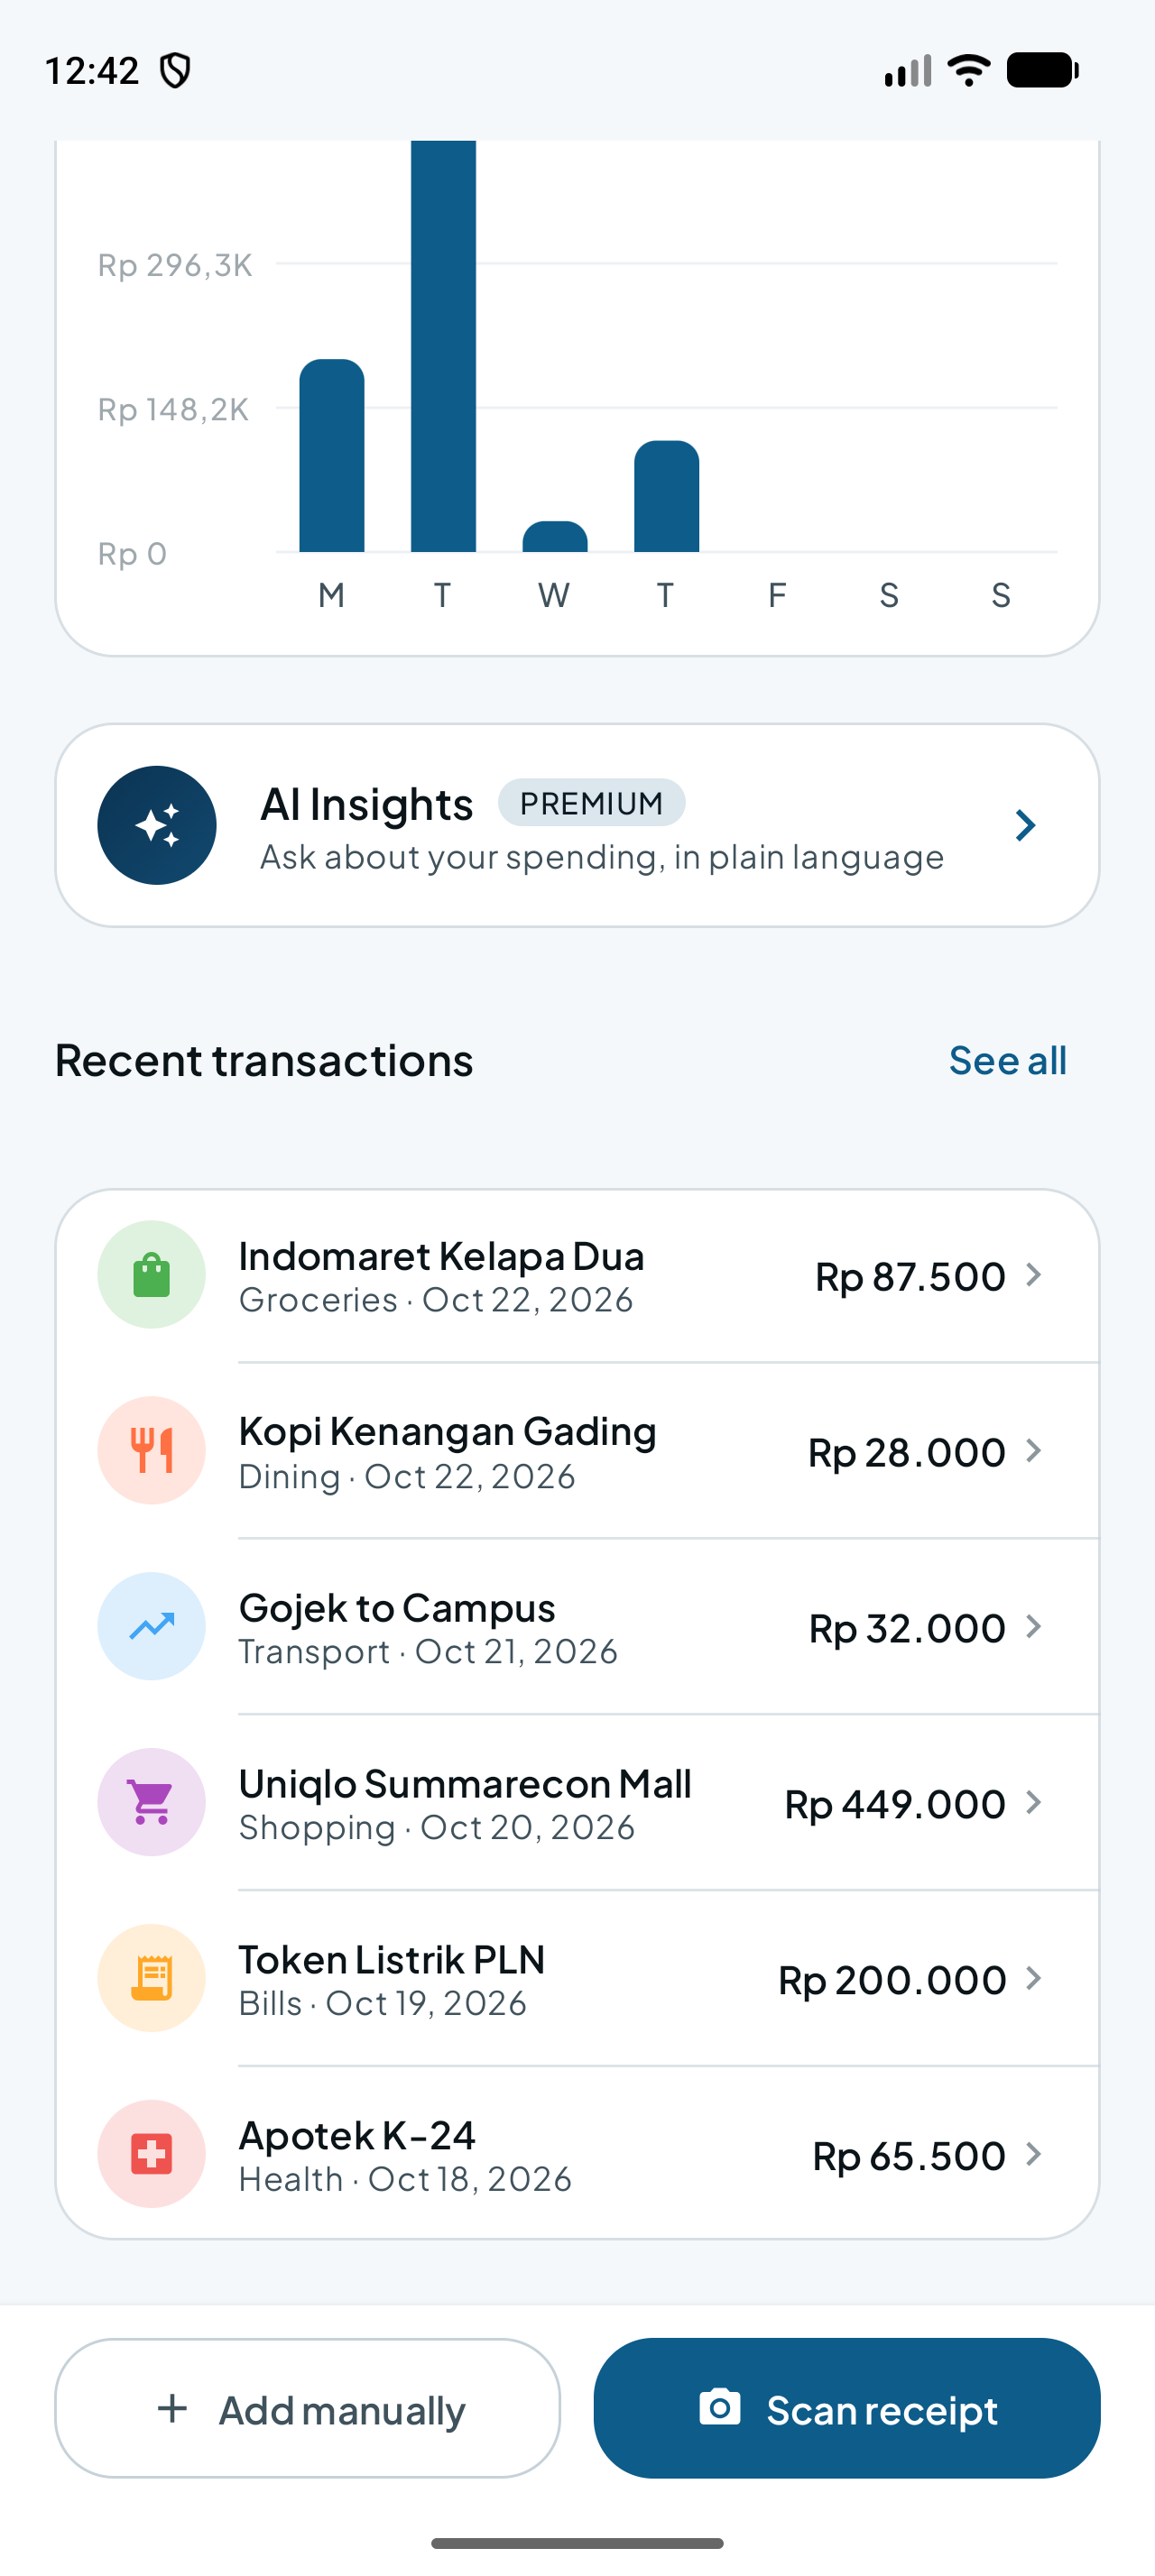 12:42
Rp 296,3K
Rp 148,2K
Rp 0
M T W T F S S
AI Insights PREMIUM
Ask about your spending, in plain language
Recent transactions See all
Indomaret Kelapa Dua
Groceries · Oct 22, 2026
Rp 87.500
Kopi Kenangan Gading
Dining · Oct 22, 2026
Rp 28.000
Gojek to Campus
Transport · Oct 21, 2026
Rp 32.000
Uniqlo Summarecon Mall
Shopping · Oct 20, 2026
Rp 449.000
Token Listrik PLN
Bills · Oct 19, 2026
Rp 200.000
Apotek K-24
Health · Oct 18, 2026
Rp 65.500
Add manually
Scan receipt